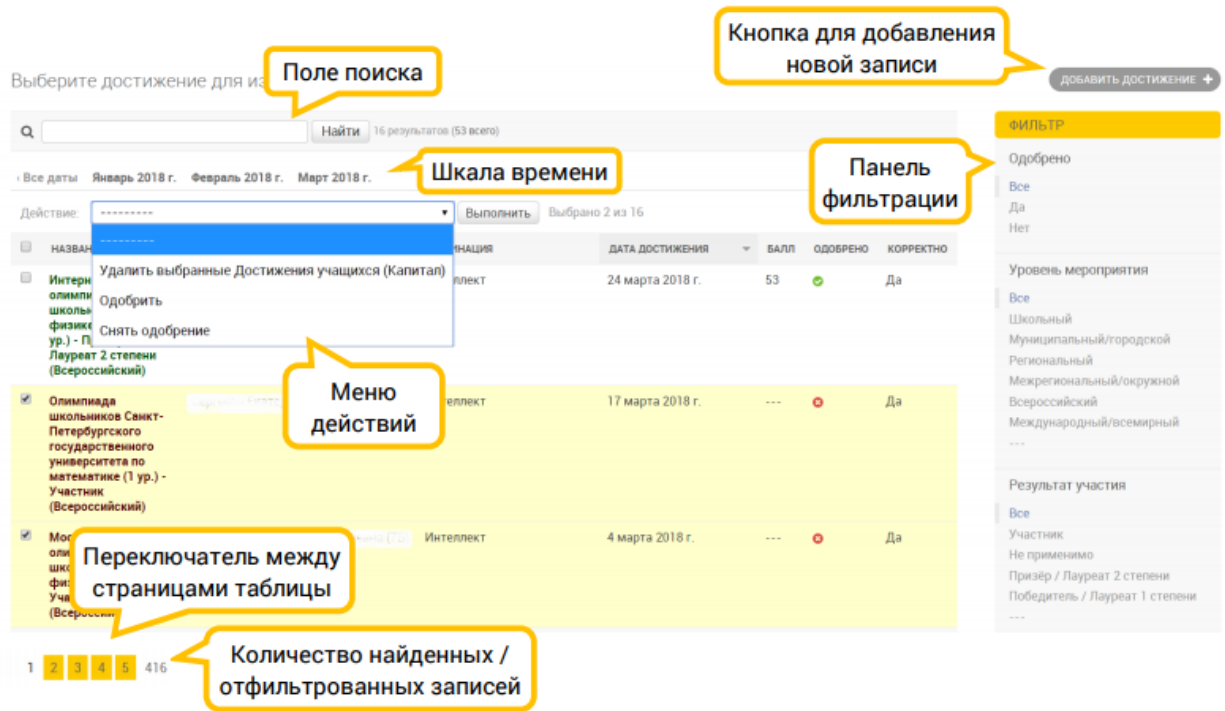 Кнопка для добавления
новой записи
Поле поиска
Выберите достижение для из
ДОБАВИТЬ ДОСТИЖЕНИЕ +
Найти 16 результатов (53 всего)
‹ Все даты Январь 2018 г. Февраль 2018 г. Март 2018 г.
Шкала времени
Действие: --------- Выполнить Выбрано 2 из 16
---------
Удалить выбранные Достижения учащихся (Капитал)
Одобрить
Снять одобрение
Меню
действий
НАЗВАН ИНАЦИЯ ДАТА ДОСТИЖЕНИЯ БАЛЛ ОДОБРЕНО КОРРЕКТНО
Интерн ллект 24 марта 2018 г. 53 Да
олимпи
школьн
физике
ур.) - П
Лауреат 2 степени
(Всероссийский)
Олимпиада теллект 17 марта 2018 г. --- Да
школьников Санкт-
Петербургского
государственного
университета по
математике (1 ур.) -
Участник
(Всероссийский)
Мос (7D) Интеллект 4 марта 2018 г. --- Да
оли
шко
физ
Уча
(Всероссий
Переключатель между
страницами таблицы
1 2 3 4 5 416
Количество найденных /
отфильтрованных записей
Панель
фильтрации
ФИЛЬТР
Одобрено
Все
Да
Нет
Уровень мероприятия
Все
Школьный
Муниципальный/городской
Региональный
Межрегиональный/окружной
Всероссийский
Международный/всемирный
---
Результат участия
Все
Участник
Не применимо
Призёр / Лауреат 2 степени
Победитель / Лауреат 1 степени
---